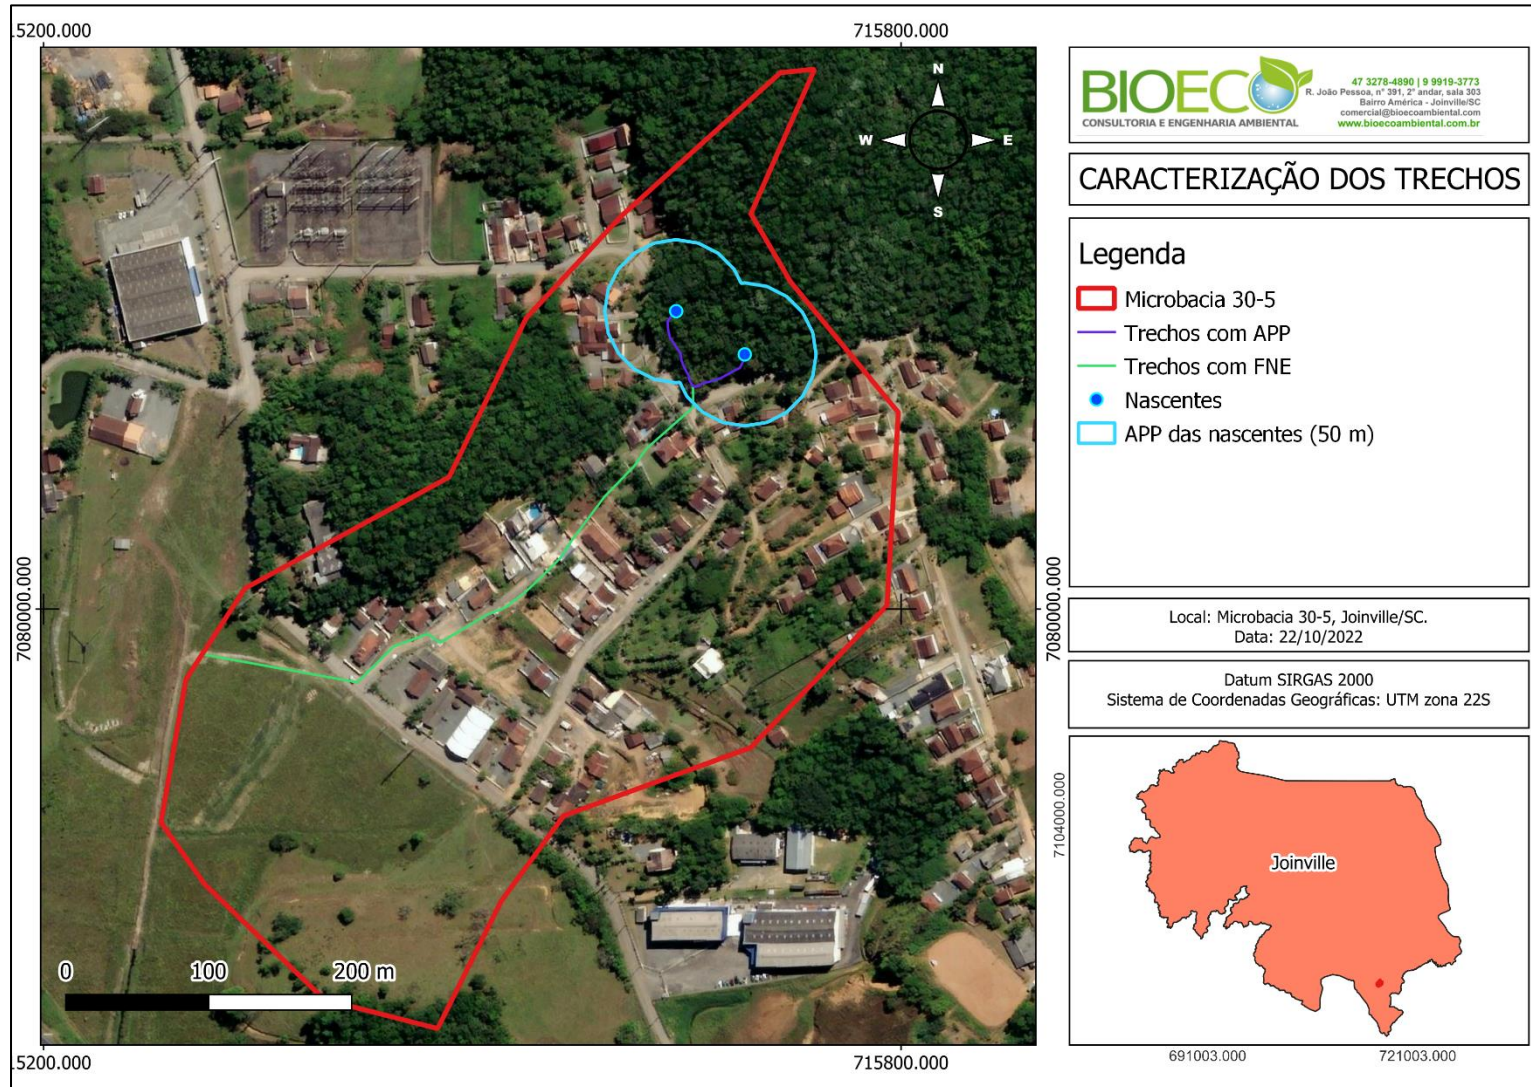 15200.000
715800.000
N
W
E
S
7080000.000
7080000.000
0
100
200 m
15200.000
715800.000
BIOECO
CONSULTORIA E ENGENHARIA AMBIENTAL
47 3278-4890 | 9 9919-3773
R. João Pessoa, n° 391, 2° andar, sala 303
Bairro América - Joinville/SC
comercial@bioecoambiental.com
www.bioecoambiental.com.br
CARACTERIZAÇÃO DOS TRECHOS
Legenda
Microbacia 30-5
Trechos com APP
Trechos com FNE
Nascentes
APP das nascentes (50 m)
Local: Microbacia 30-5, Joinville/SC.
Data: 22/10/2022
Datum SIRGAS 2000
Sistema de Coordenadas Geográficas: UTM zona 22S
7104000.000
Joinville
691003.000
721003.000